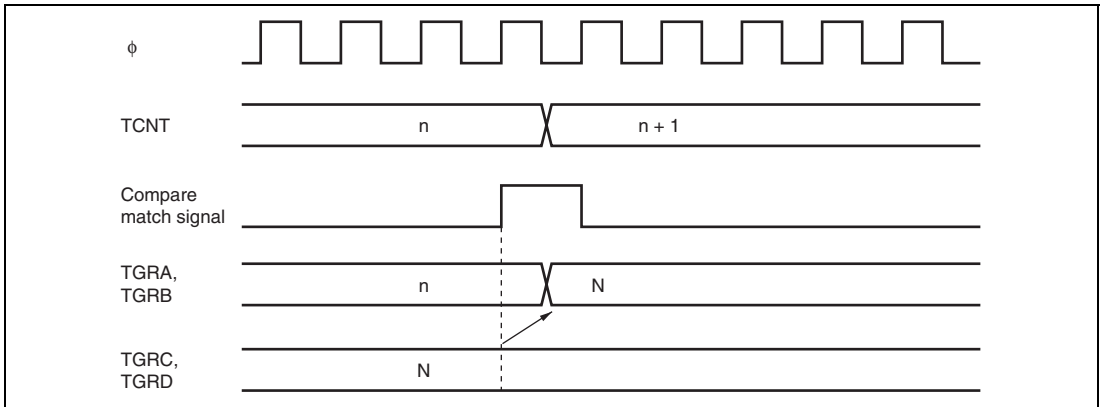 ϕ
TCNT
n
n + 1
Compare
match signal
TGRA,
TGRB
n
N
TGRC,
TGRD
N